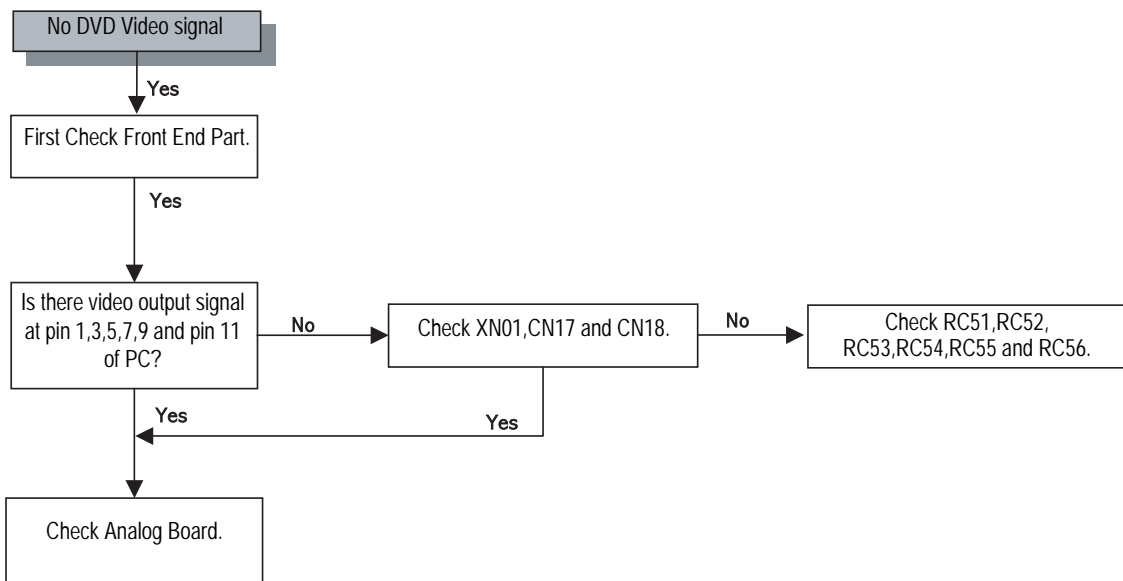 No DVD Video signal
Yes
First Check Front End Part.
Yes
Is there video output signal
at pin 1,3,5,7,9 and pin 11
of PC?
No
Check XN01,CN17 and CN18.
No
Check RC51,RC52,
RC53,RC54,RC55 and RC56.
Yes
Yes
Check Analog Board.